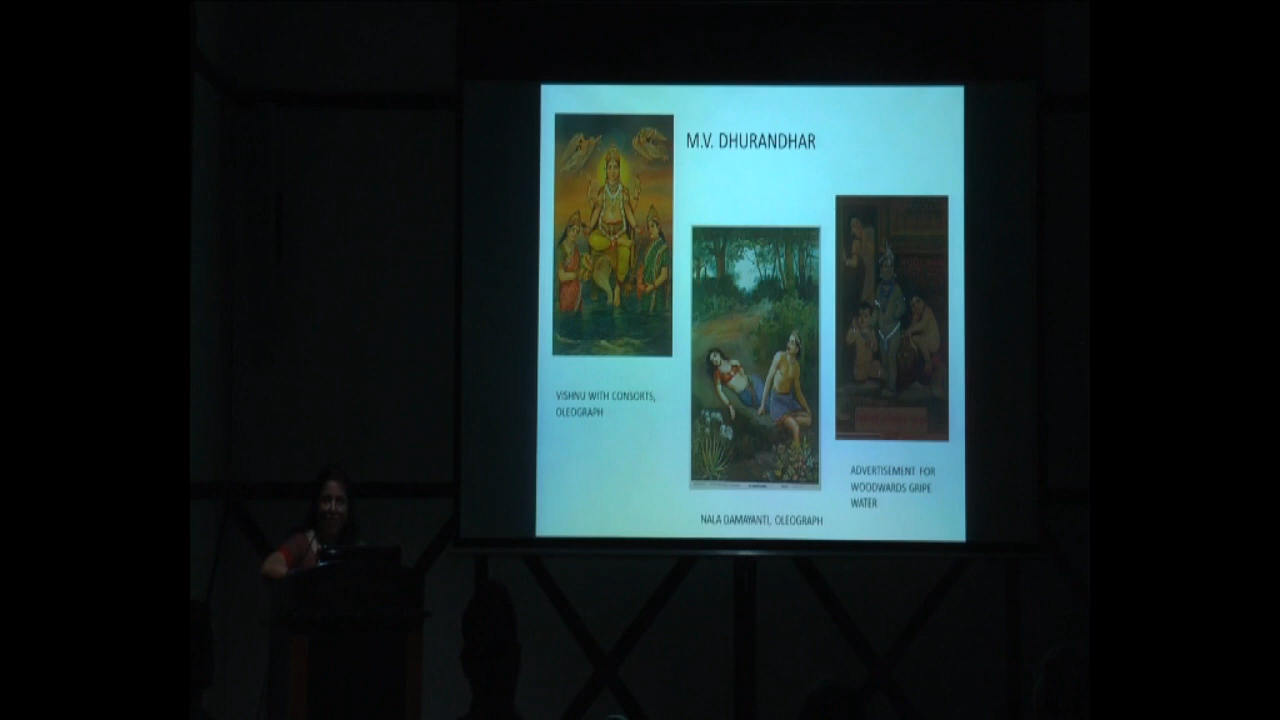 M.V. DHURANDHAR
VISHNU WITH CONSORTS,
OLEOGRAPH
NALA DAMAYANTI, OLEOGRAPH
ADVERTISEMENT FOR
WOODWARDS GRIPE
WATER